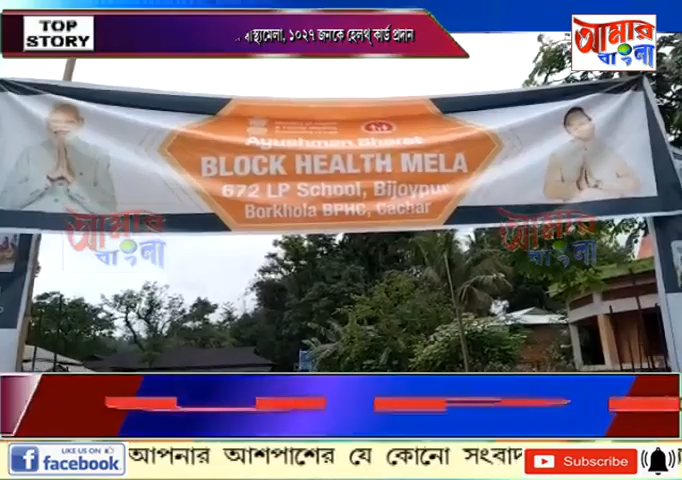 TOP
STORY
স্বাস্থ্যমেলা, ১০২৭ জনকে হেলথ্ কার্ড প্রদান
আমার
বাংলা
Ayushman Bharat
BLOCK HEALTH MELA
672 LP School, Bijoypur
Borkhola BPHC, Cachar
আমার
বাংলা
আমার
বাংলা
LIKE US ON
facebook
আপনার আশপাশের যে কোনো সংবাদ
Subscribe